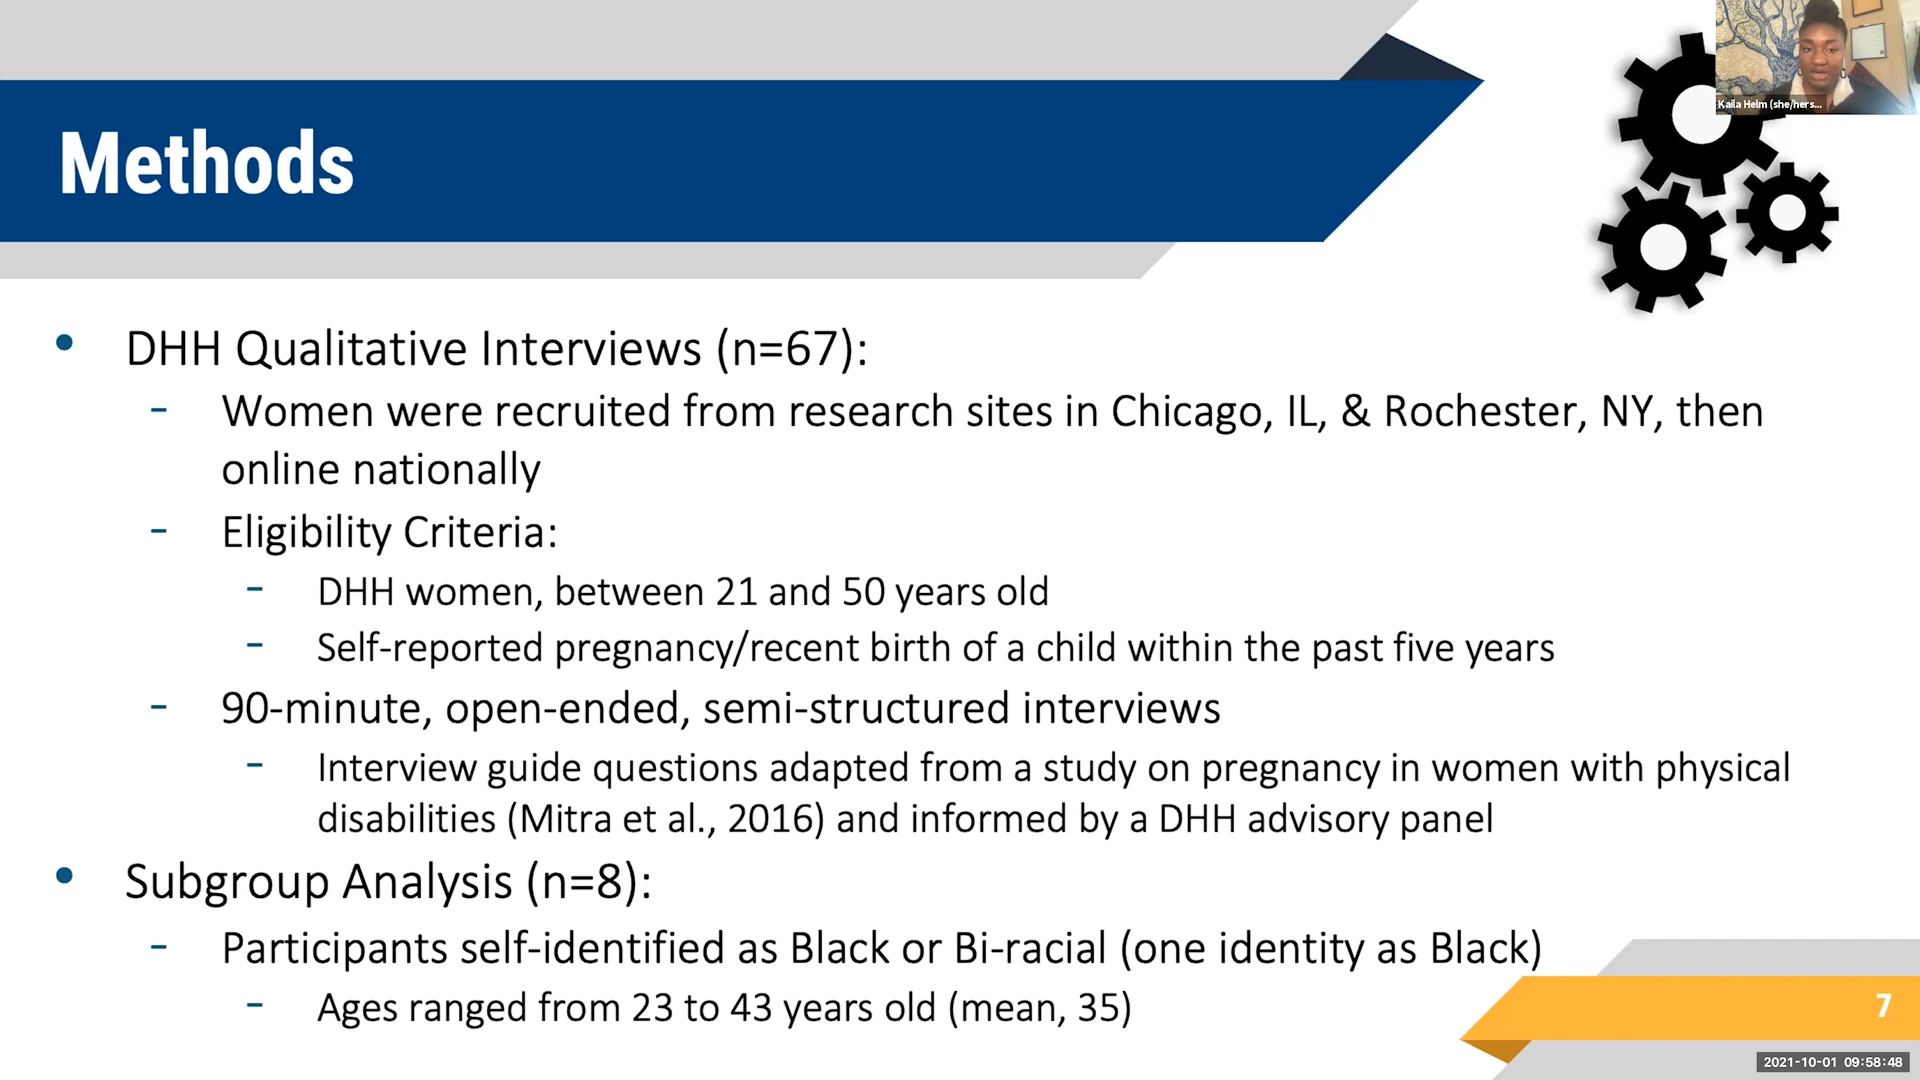 Kaila Helm (she/hers...
Methods
• DHH Qualitative Interviews (n=67):
- Women were recruited from research sites in Chicago, IL, & Rochester, NY, then
online nationally
- Eligibility Criteria:
- DHH women, between 21 and 50 years old
- Self-reported pregnancy/recent birth of a child within the past five years
- 90-minute, open-ended, semi-structured interviews
- Interview guide questions adapted from a study on pregnancy in women with physical
disabilities (Mitra et al., 2016) and informed by a DHH advisory panel
• Subgroup Analysis (n=8):
- Participants self-identified as Black or Bi-racial (one identity as Black)
- Ages ranged from 23 to 43 years old (mean, 35)
7
2021-10-01 09:58:48